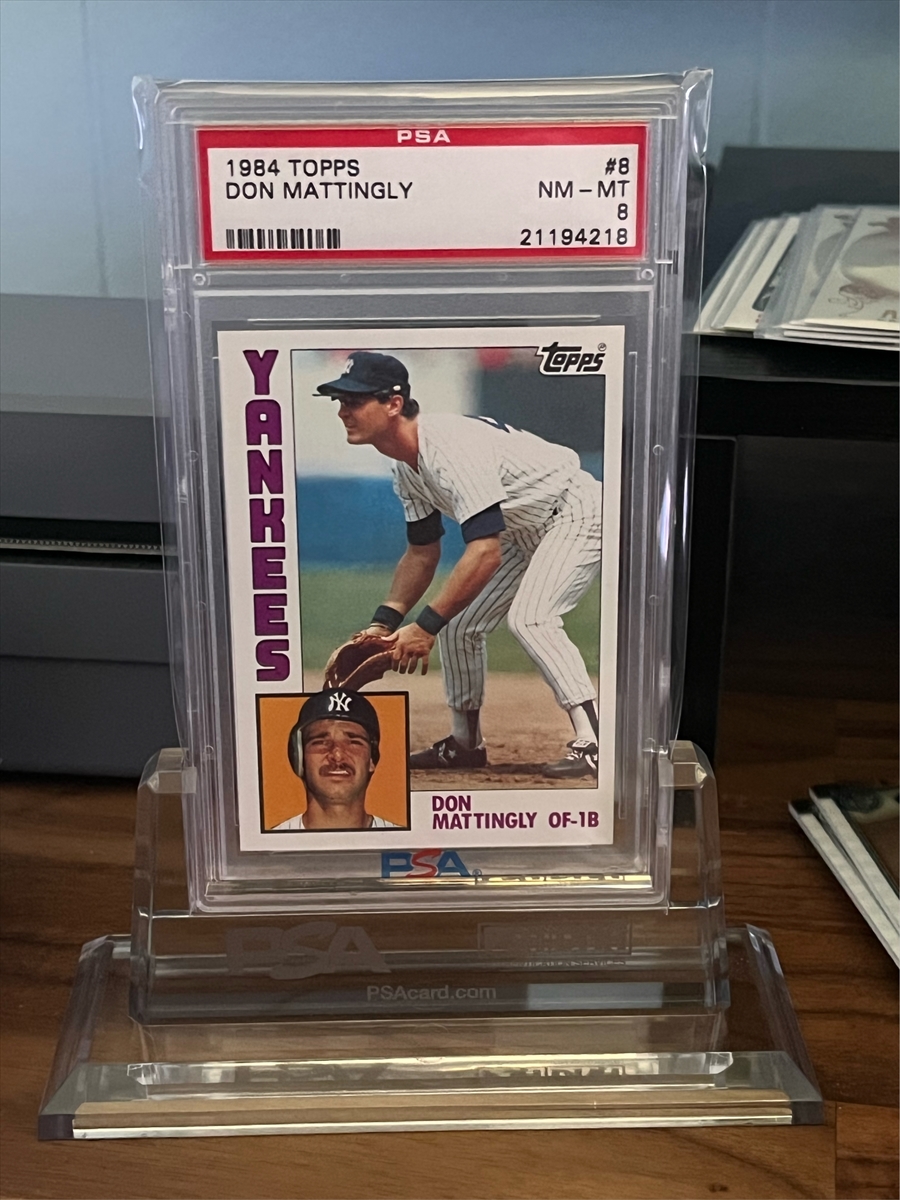 PSA
1984 TOPPS #8
DON MATTINGLY NM - MT
8
21194218
YANKEES
TOPPS
NY
DON
MATTINGLY OF-1B
PSA
PSA
PSAcard.com